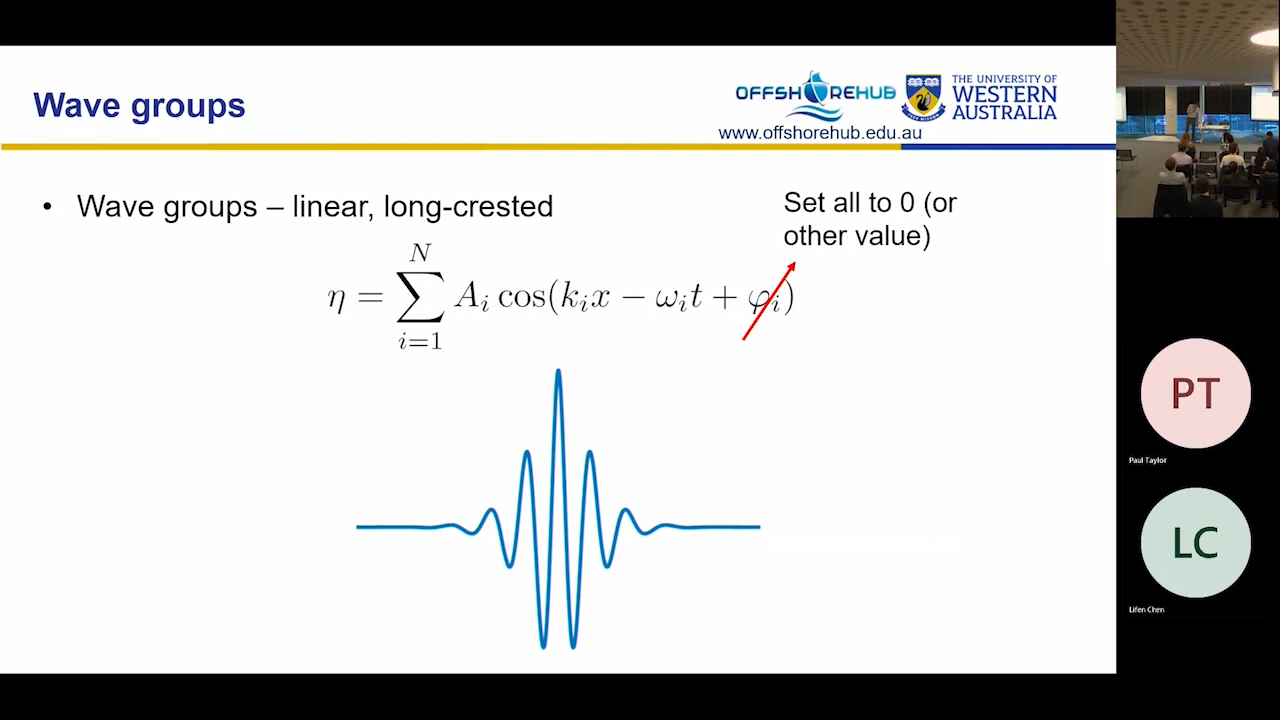 Wave groups
OFFSHOREHUB
www.offshorehub.edu.au
THE UNIVERSITY OF
WESTERN
AUSTRALIA
• Wave groups – linear, long-crested
Set all to 0 (or
other value)
η = ∑_{i=1}^{N} A_i cos(k_i x − ω_i t + φ_i)
PT
Paul Taylor
LC
Lifen Chen